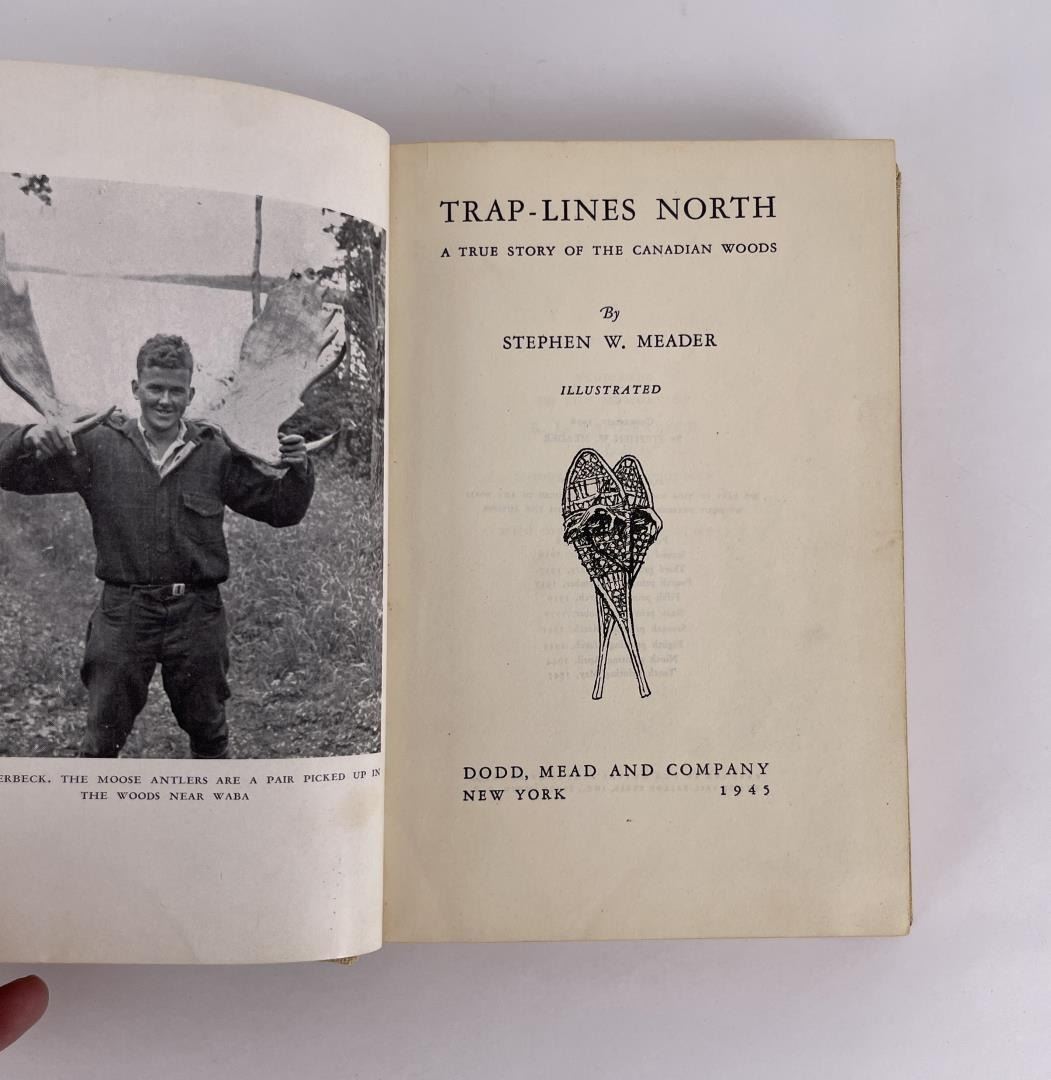 ERBECK. THE MOOSE ANTLERS ARE A PAIR PICKED UP IN
THE WOODS NEAR WABA
TRAP-LINES NORTH
A TRUE STORY OF THE CANADIAN WOODS
By
STEPHEN W. MEADER
ILLUSTRATED
DODD, MEAD AND COMPANY
NEW YORK 1945